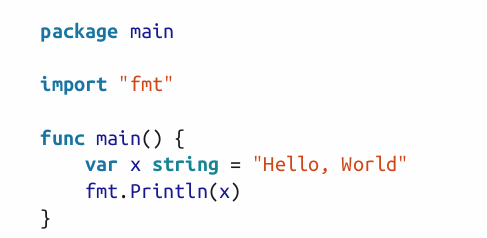 package main

import "fmt"

func main() {
    var x string = "Hello, World"
    fmt.Println(x)
}